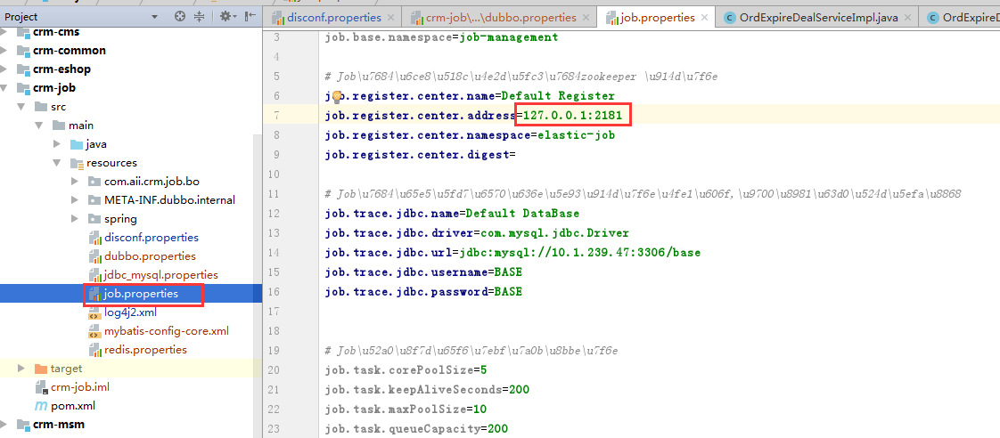 Project
crm-cms
crm-common
crm-eshop
crm-job
src
main
java
resources
com.aii.crm.job.bo
META-INF.dubbo.internal
spring
disconf.properties
dubbo.properties
jdbc_mysql.properties
job.properties
log4j2.xml
mybatis-config-core.xml
redis.properties
target
crm-job.iml
pom.xml
crm-msm
disconf.properties
crm-job\...\dubbo.properties
job.properties
OrdExpireDealServiceImpl.java
OrdExpireD
3 job.base.namespace=job-management
4
5 # Job\u7684\u6ce8\u518c\u4e2d\u5fc3\u7684zookeeper \u914d\u7f6e
6 job.register.center.name=Default Register
7 job.register.center.address=127.0.0.1:2181
8 job.register.center.namespace=elastic-job
9 job.register.center.digest=
10
11 # Job\u7684\u65e5\u5fd7\u6570\u636e\u5e93\u914d\u7f6e\u4fe1\u606f,\u9700\u8981\u63d0\u524d\u5efa\u8868
12 job.trace.jdbc.name=Default DataBase
13 job.trace.jdbc.driver=com.mysql.jdbc.Driver
14 job.trace.jdbc.url=jdbc:mysql://10.1.239.47:3306/base
15 job.trace.jdbc.username=BASE
16 job.trace.jdbc.password=BASE
17
18
19 # Job\u52a0\u8f7d\u65f6\u7ebf\u7a0b\u8bbe\u7f6e
20 job.task.corePoolSize=5
21 job.task.keepAliveSeconds=200
22 job.task.maxPoolSize=10
23 job.task.queueCapacity=200